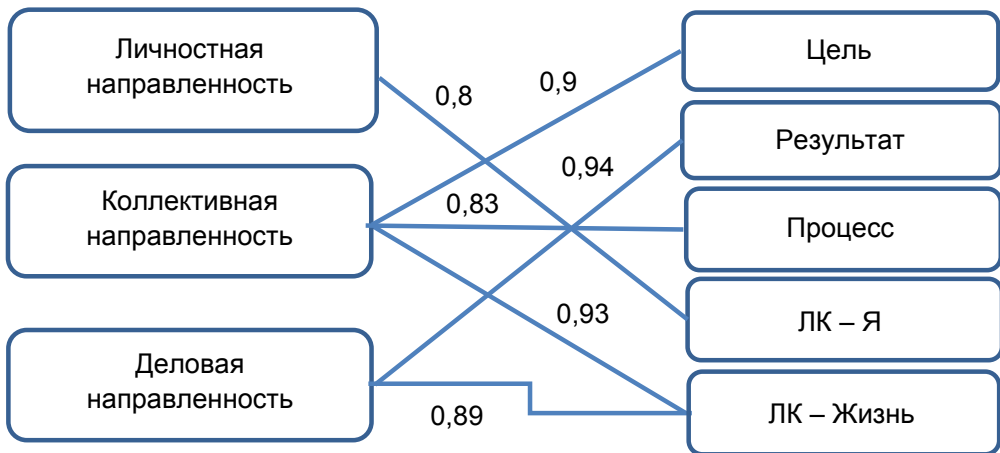 Личностная
направленность
Коллективная
направленность
Деловая
направленность
0,8
0,9
0,94
0,83
0,93
0,89
Цель
Результат
Процесс
ЛК – Я
ЛК – Жизнь